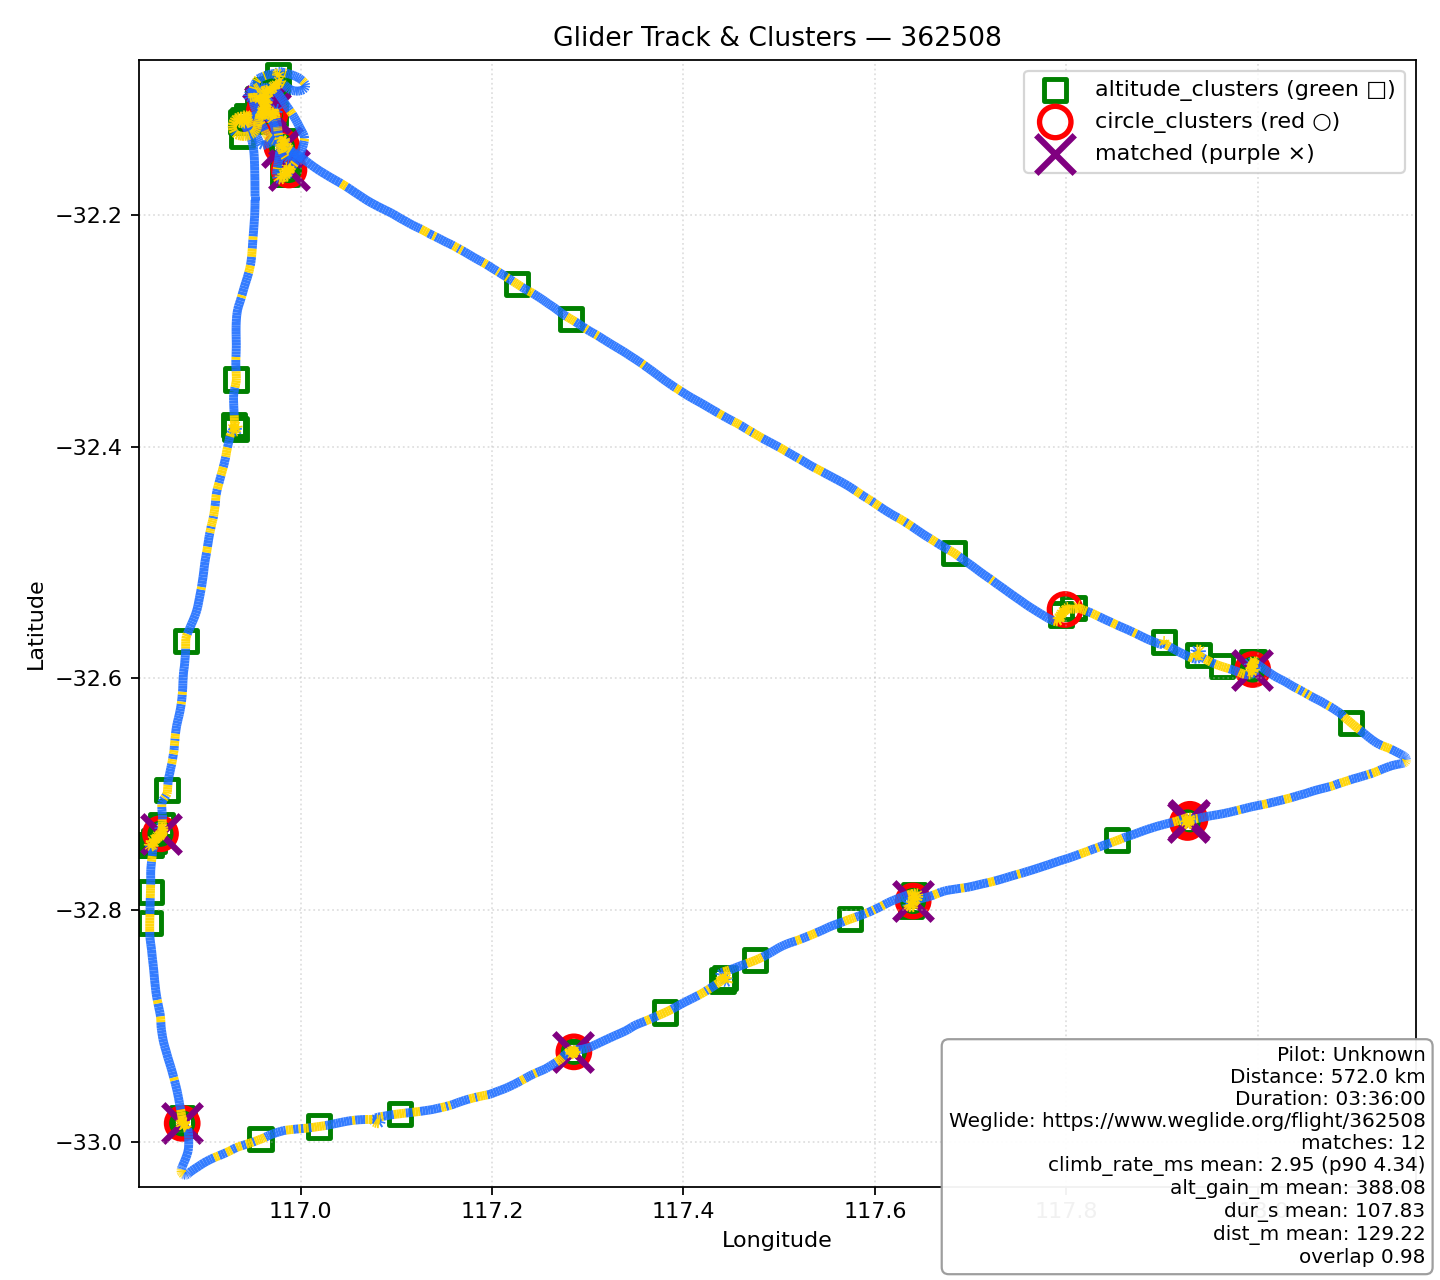 Glider Track & Clusters — 362508
altitude_clusters (green □)
circle_clusters (red ○)
matched (purple ×)
Latitude
−32.2
−32.4
−32.6
−32.8
−33.0
117.0
117.2
117.4
117.6
117.8
Longitude
Pilot: Unknown
Distance: 572.0 km
Duration: 03:36:00
Weglide: https://www.weglide.org/flight/362508
matches: 12
climb_rate_ms mean: 2.95 (p90 4.34)
alt_gain_m mean: 388.08
dur_s mean: 107.83
dist_m mean: 129.22
overlap 0.98